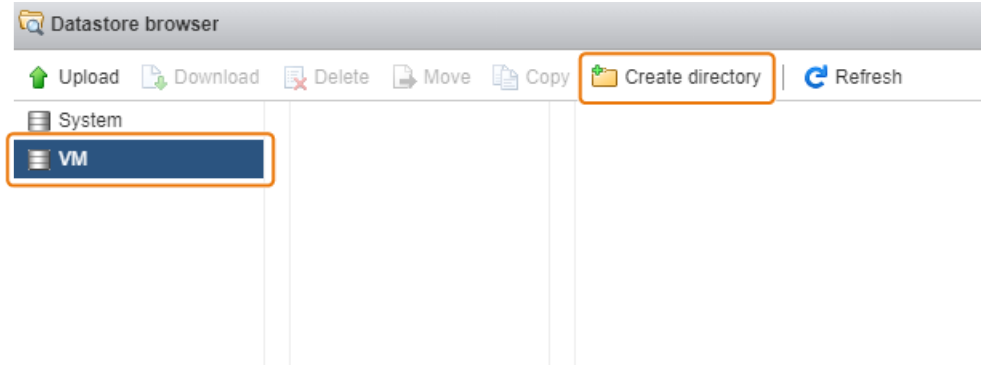 Datastore browser
Upload Download Delete Move Copy Create directory Refresh
System
VM